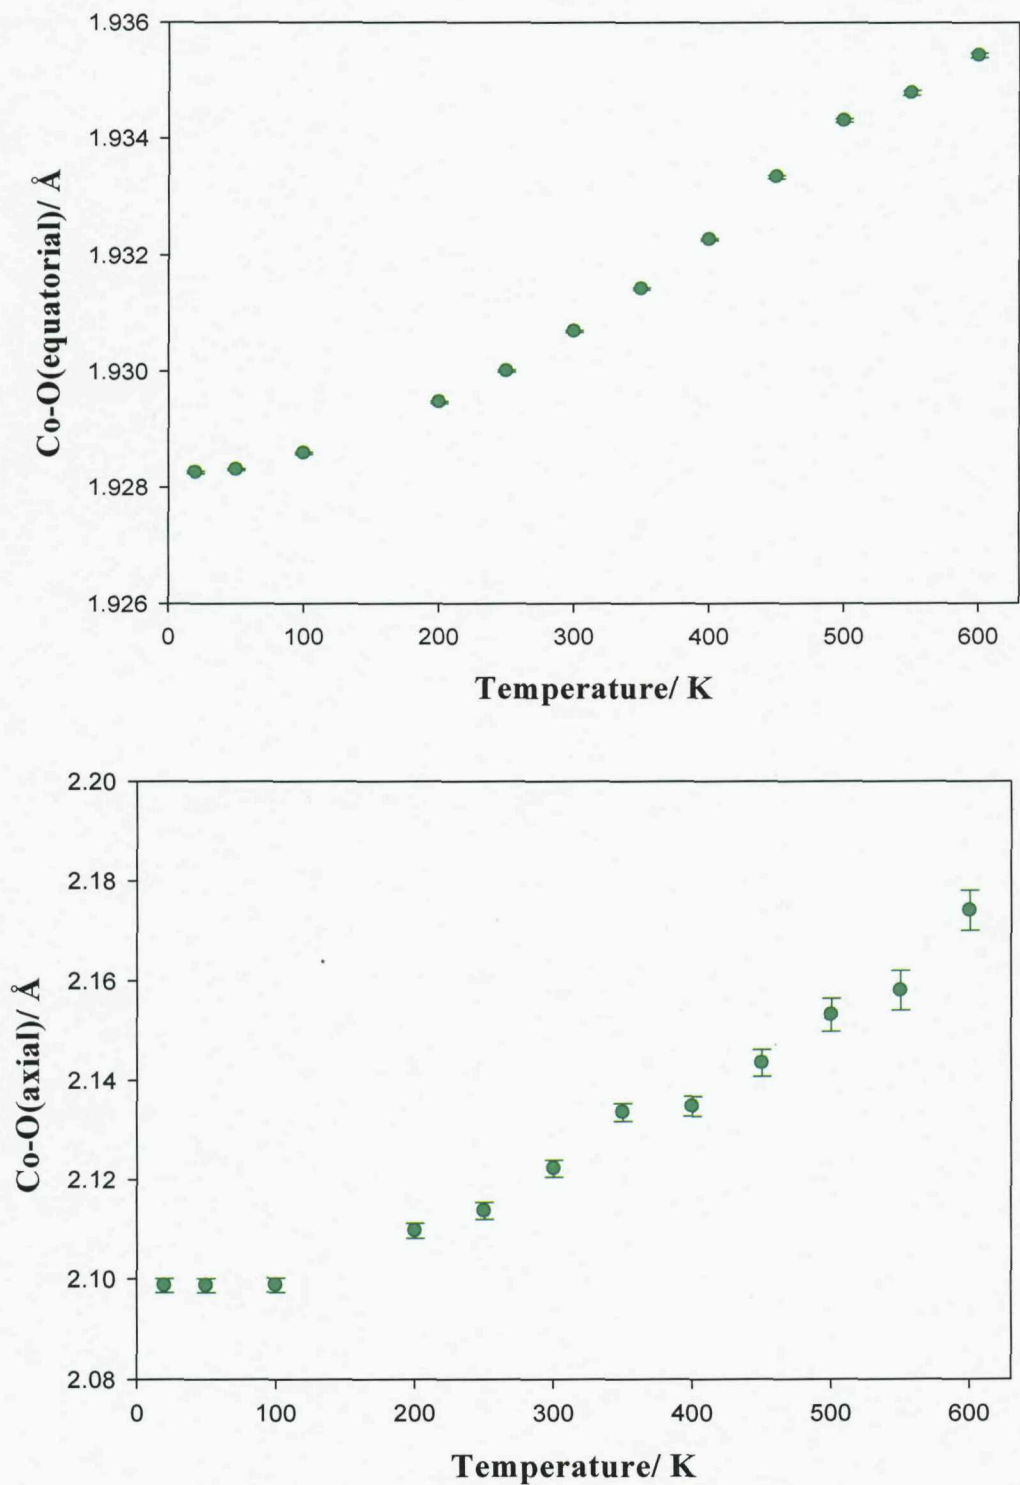 1.936
1.934
1.932
1.930
1.928
1.926
Co-O(equatorial)/ Å
0 100 200 300 400 500 600
Temperature/ K
2.20
2.18
2.16
2.14
2.12
2.10
2.08
Co-O(axial)/ Å
0 100 200 300 400 500 600
Temperature/ K